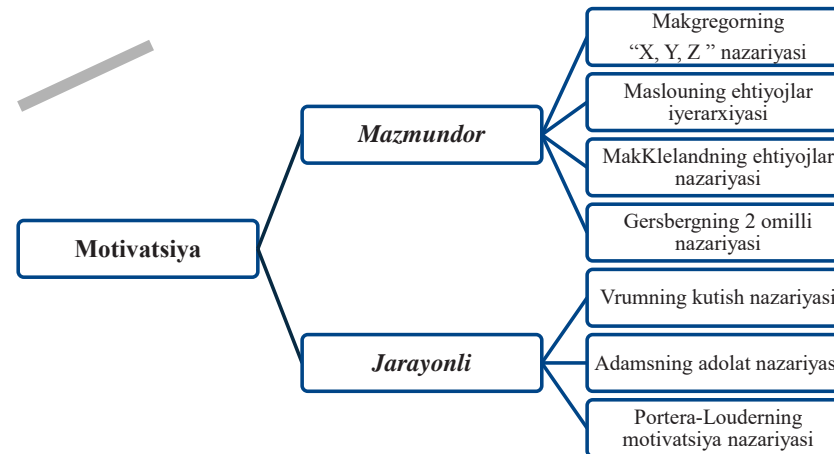 Motivatsiya
Mazmundor
Makgregorning
“X, Y, Z ” nazariyasi
Maslouning ehtiyojlar
iyerarxiyasi
MakKlelandning ehtiyojlar
nazariyasi
Gersbergning 2 omilli
nazariyasi
Jarayonli
Vrumning kutish nazariyasi
Adamsning adolat nazariyasi
Portera-Louderning
motivatsiya nazariyasi